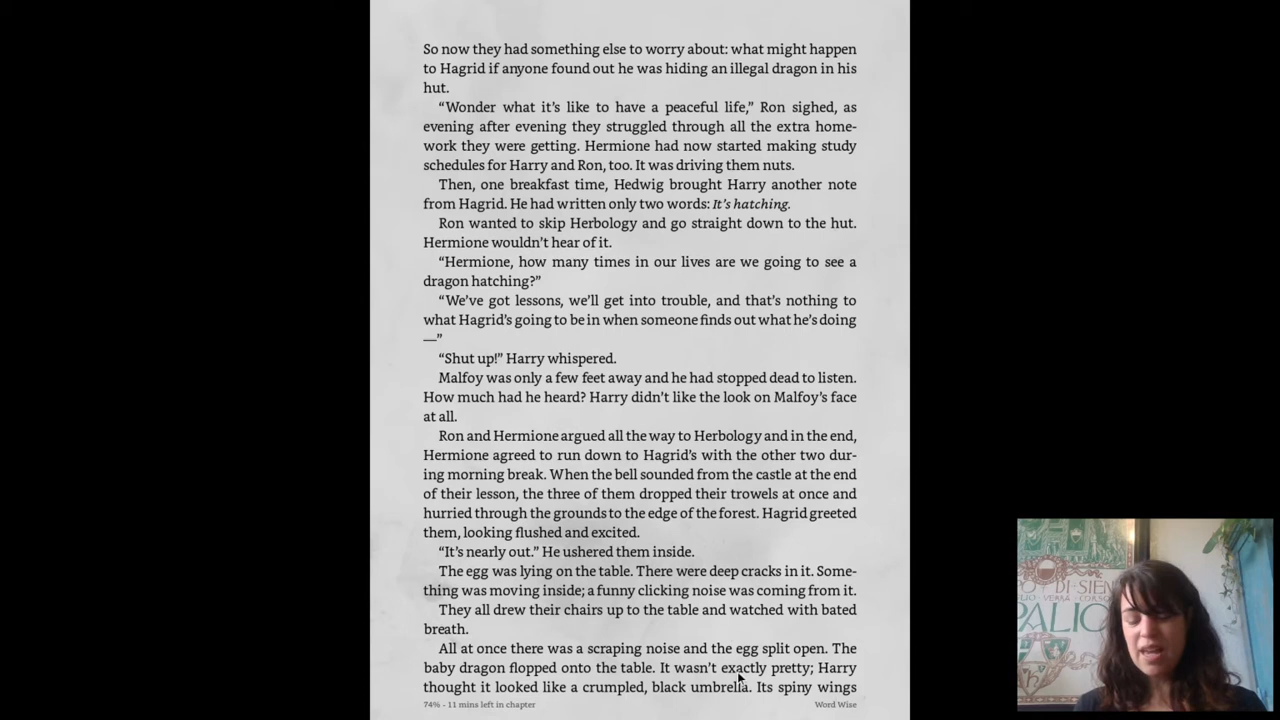 So now they had something else to worry about: what might happen
to Hagrid if anyone found out he was hiding an illegal dragon in his
hut.
“Wonder what it’s like to have a peaceful life,” Ron sighed, as
evening after evening they struggled through all the extra home-
work they were getting. Hermione had now started making study
schedules for Harry and Ron, too. It was driving them nuts.
Then, one breakfast time, Hedwig brought Harry another note
from Hagrid. He had written only two words: It’s hatching.
Ron wanted to skip Herbology and go straight down to the hut.
Hermione wouldn’t hear of it.
“Hermione, how many times in our lives are we going to see a
dragon hatching?”
“We’ve got lessons, we’ll get into trouble, and that’s nothing to
what Hagrid’s going to be in when someone finds out what he’s doing
—”
“Shut up!” Harry whispered.
Malfoy was only a few feet away and he had stopped dead to listen.
How much had he heard? Harry didn’t like the look on Malfoy’s face
at all.
Ron and Hermione argued all the way to Herbology and in the end,
Hermione agreed to run down to Hagrid’s with the other two dur-
ing morning break. When the bell sounded from the castle at the end
of their lesson, the three of them dropped their trowels at once and
hurried through the grounds to the edge of the forest. Hagrid greeted
them, looking flushed and excited.
“It’s nearly out.” He ushered them inside.
The egg was lying on the table. There were deep cracks in it. Some-
thing was moving inside; a funny clicking noise was coming from it.
They all drew their chairs up to the table and watched with bated
breath.
All at once there was a scraping noise and the egg split open. The
baby dragon flopped onto the table. It wasn’t exactly pretty; Harry
thought it looked like a crumpled, black umbrella. Its spiny wings
74% - 11 mins left in chapter
Word Wise
DI-SIEN
PALIO